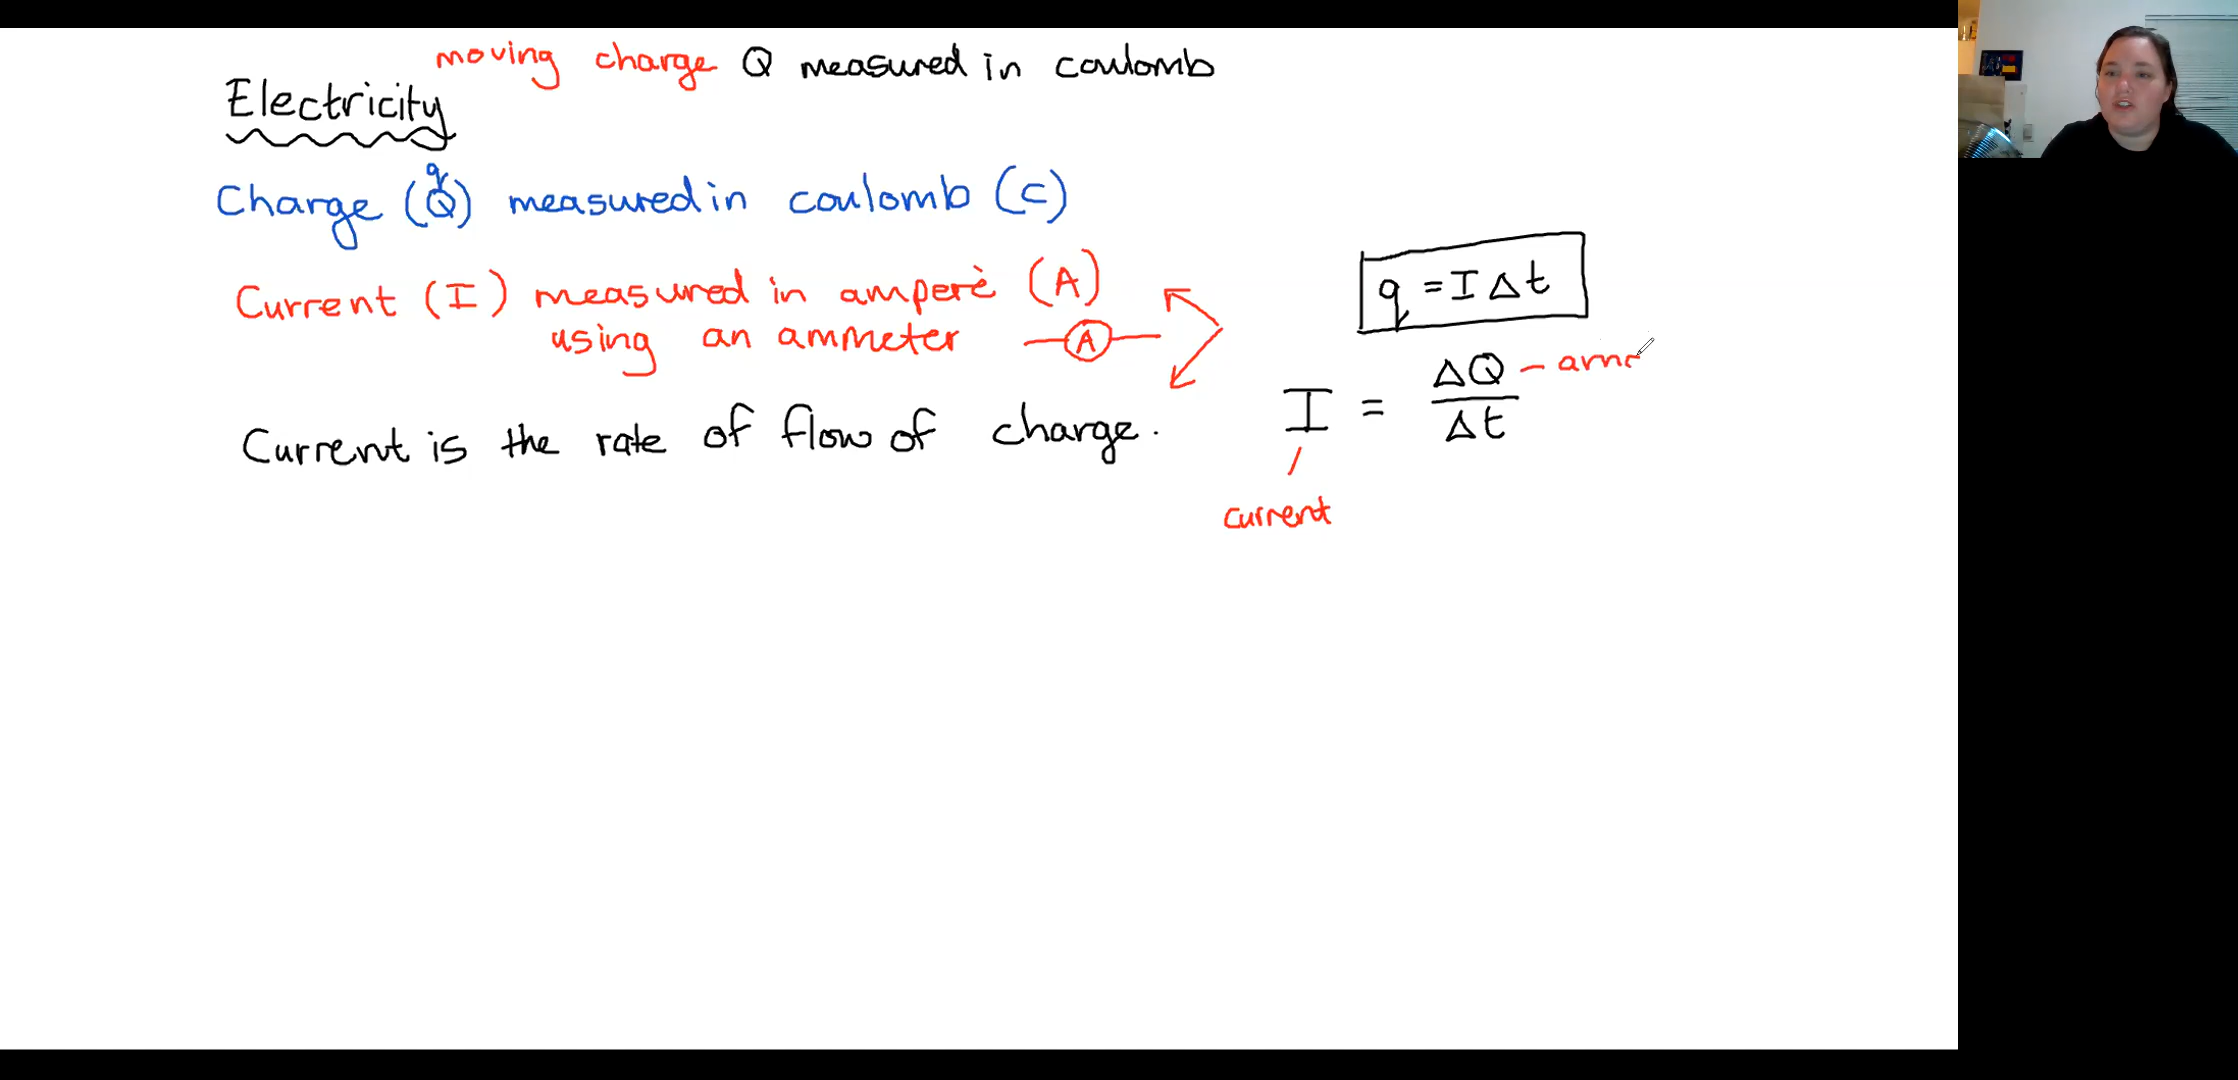 moving charge Q measured in coulomb
Electricity
q
Charge (Q) measured in coulomb (C)
Current (I) measured in amperè (A)
using an ammeter A
q = I Δt
I = ΔQ / Δt
Current is the rate of flow of charge.
current